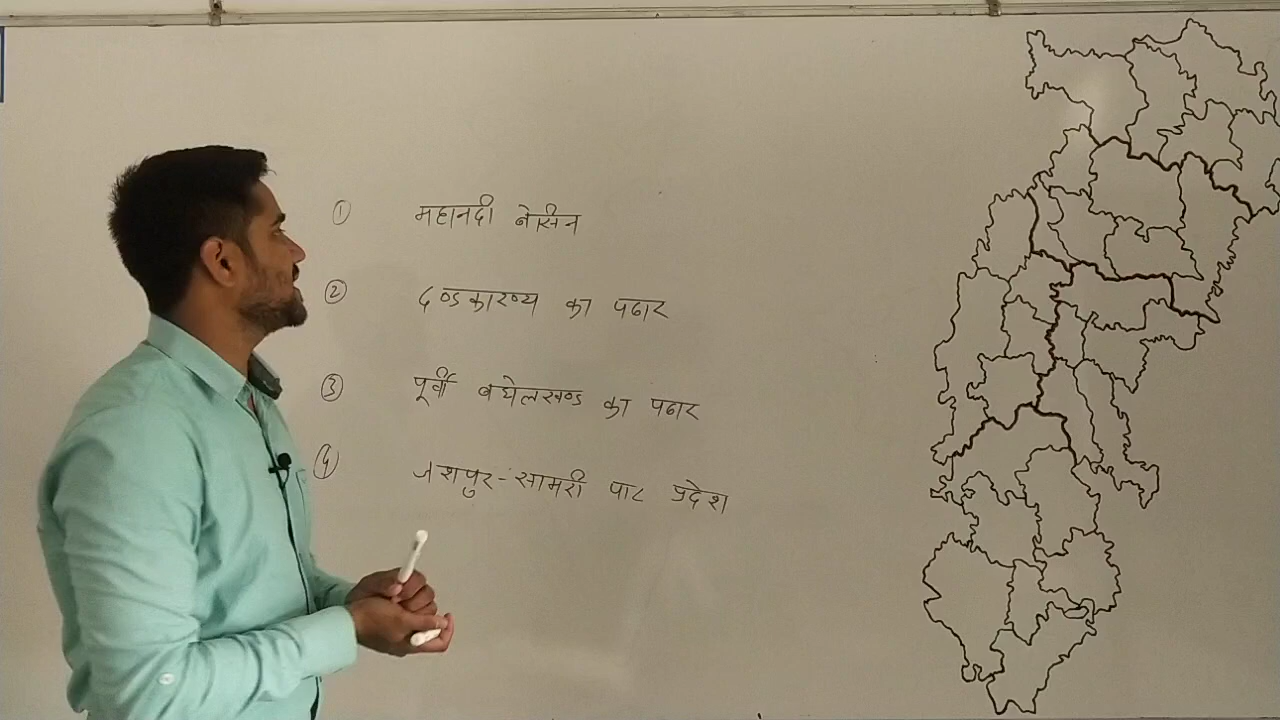 ① महानदी बेसिन
② दण्डकारण्य का पठार
③ पूर्वी बघेलखण्ड का पठार
④ जशपुर-सामरी पाट प्रदेश